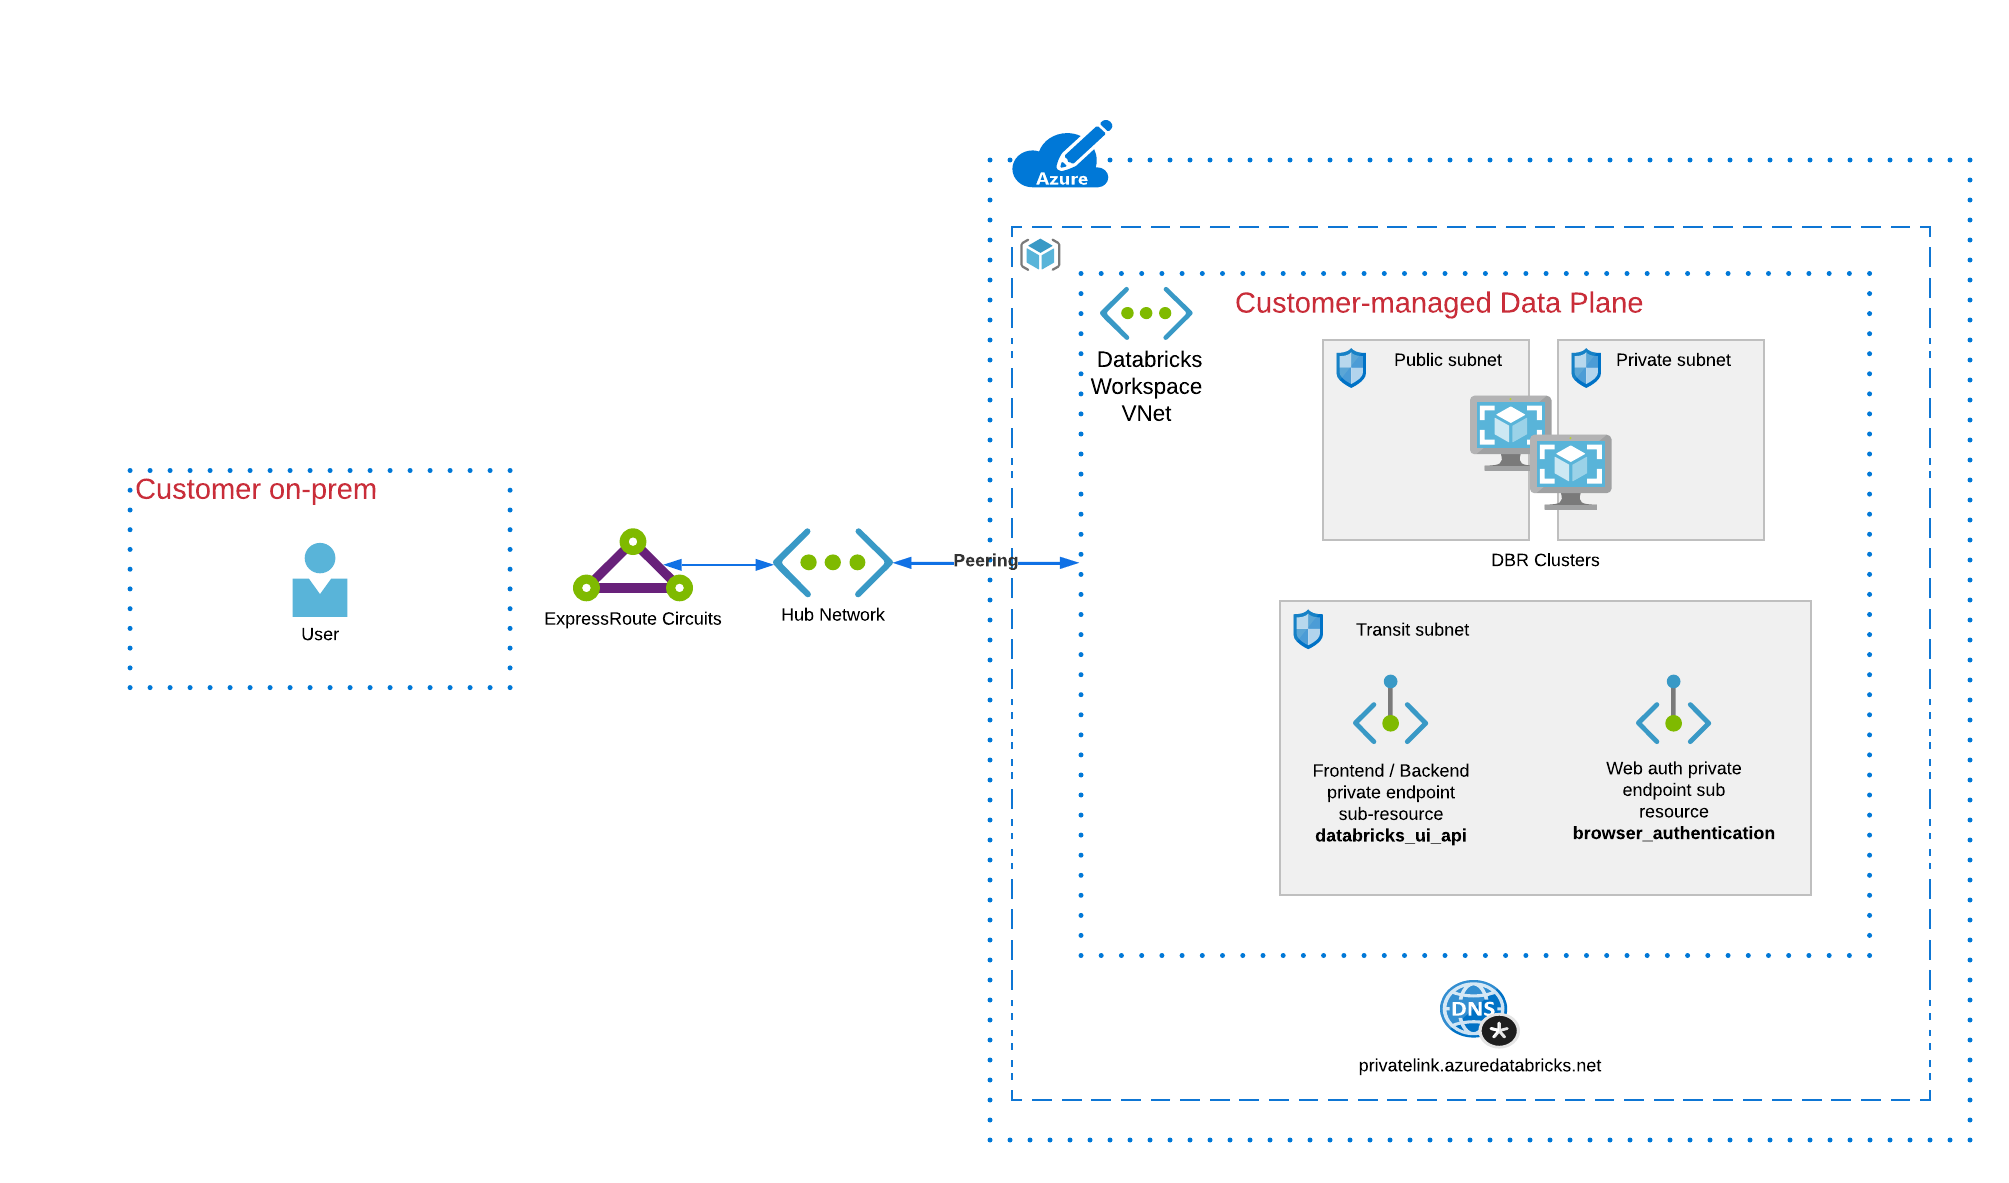 Azure
Customer-managed Data Plane
Databricks
Workspace
VNet
Public subnet
Private subnet
DBR Clusters
Customer on-prem
User
ExpressRoute Circuits
Hub Network
Peering
Transit subnet
Frontend / Backend
private endpoint
sub-resource
databricks_ui_api
Web auth private
endpoint sub
resource
browser_authentication
DNS
privatelink.azuredatabricks.net